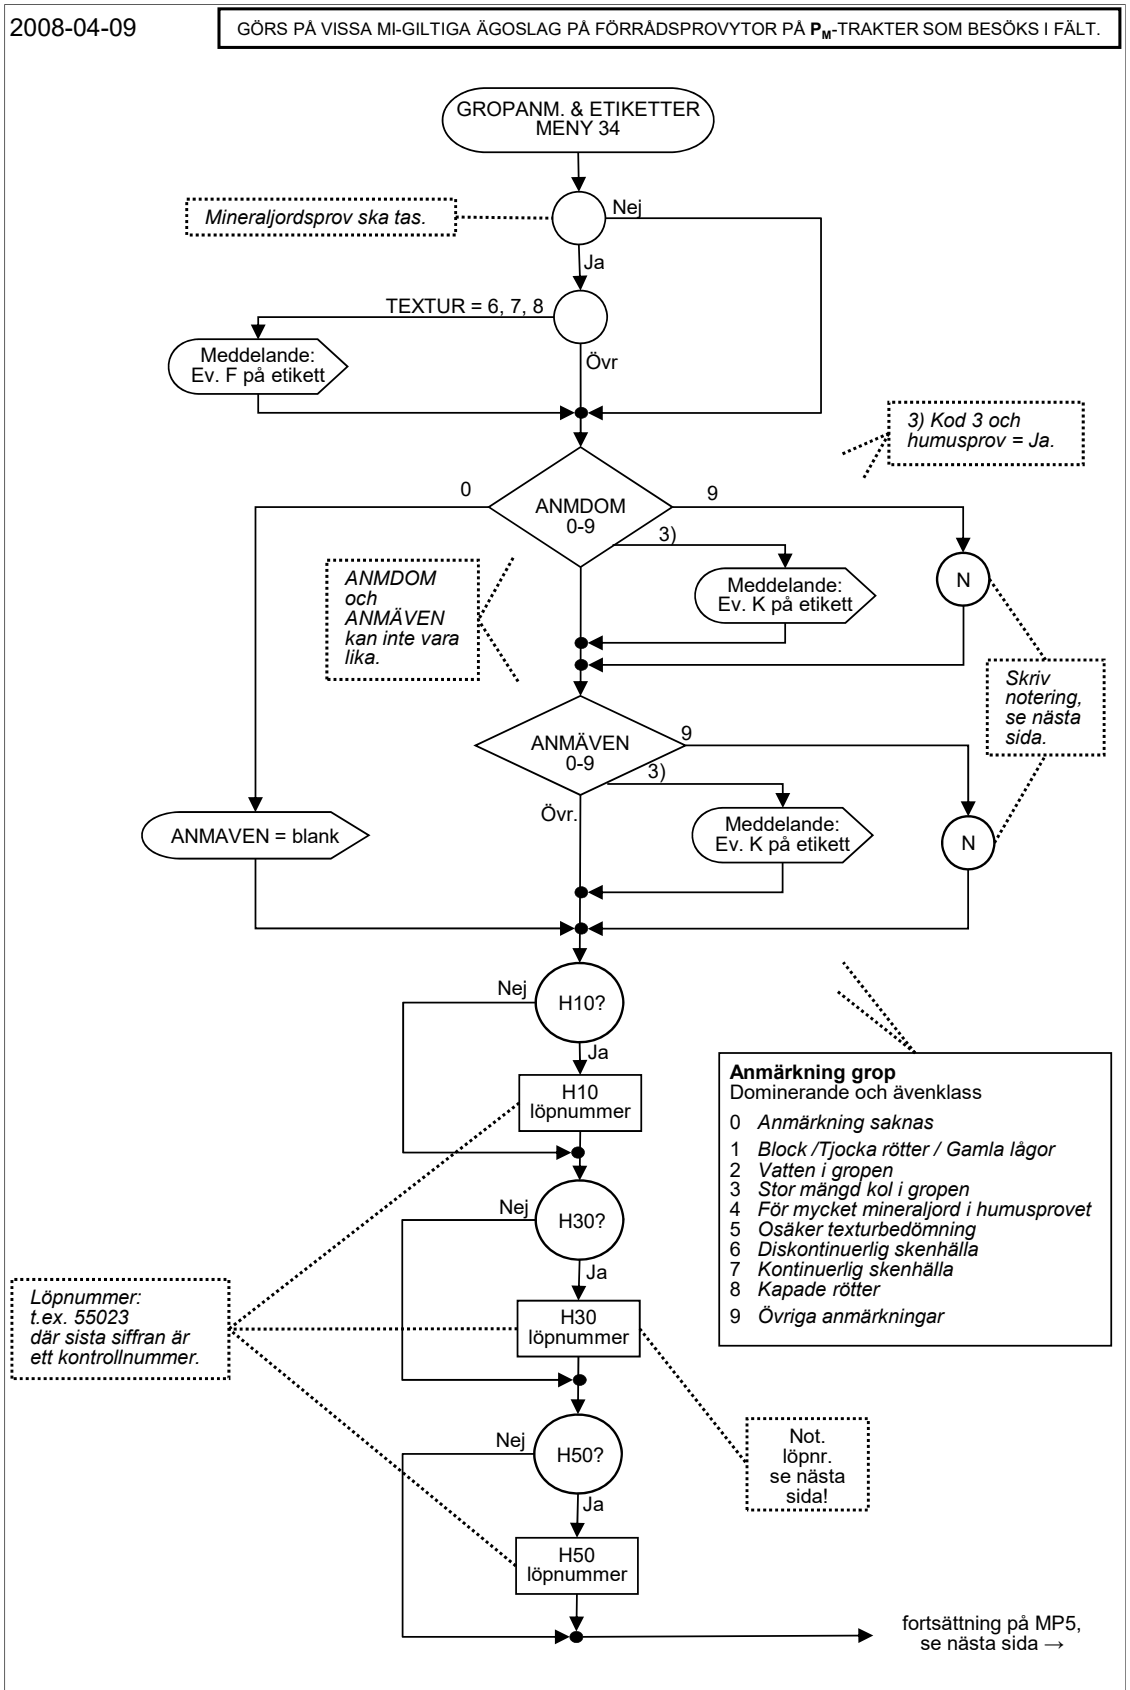 2008-04-09
GÖRS PÅ VISSA MI-GILTIGA ÄGOSLAG PÅ FÖRRÅDSPROVYTOR PÅ PM-TRAKTER SOM BESÖKS I FÄLT.
GROPANM. & ETIKETTER
MENY 34
Mineraljordsprov ska tas.
Nej
Ja
TEXTUR = 6, 7, 8
Meddelande:
Ev. F på etikett
Övr
3) Kod 3 och
humusprov = Ja.
0
ANMDOM
0-9
9
3)
ANMDOM
och
ANMÄVEN
kan inte vara
lika.
Meddelande:
Ev. K på etikett
N
Skriv
notering,
se nästa
sida.
ANMÄVEN
0-9
9
3)
Övr.
ANMAVEN = blank
Meddelande:
Ev. K på etikett
N
Nej
H10?
Ja
H10
löpnummer
Anmärkning grop
Dominerande och ävenklass
0 Anmärkning saknas
1 Block /Tjocka rötter / Gamla lågor
2 Vatten i gropen
3 Stor mängd kol i gropen
4 För mycket mineraljord i humusprovet
5 Osäker texturbedömning
6 Diskontinuerlig skenhälla
7 Kontinuerlig skenhälla
8 Kapade rötter
9 Övriga anmärkningar
Nej
H30?
Ja
Löpnummer:
t.ex. 55023
där sista siffran är
ett kontrollnummer.
H30
löpnummer
Not.
löpnr.
se nästa
sida!
Nej
H50?
Ja
H50
löpnummer
fortsättning på MP5,
se nästa sida →